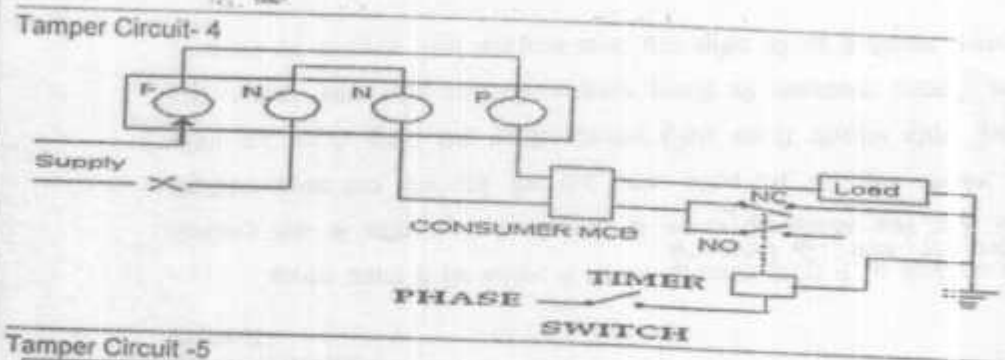 Tamper Circuit- 4
P N N P
Supply
Load
NC
CONSUMER MCB
NO
TIMER
PHASE
SWITCH
Tamper Circuit -5